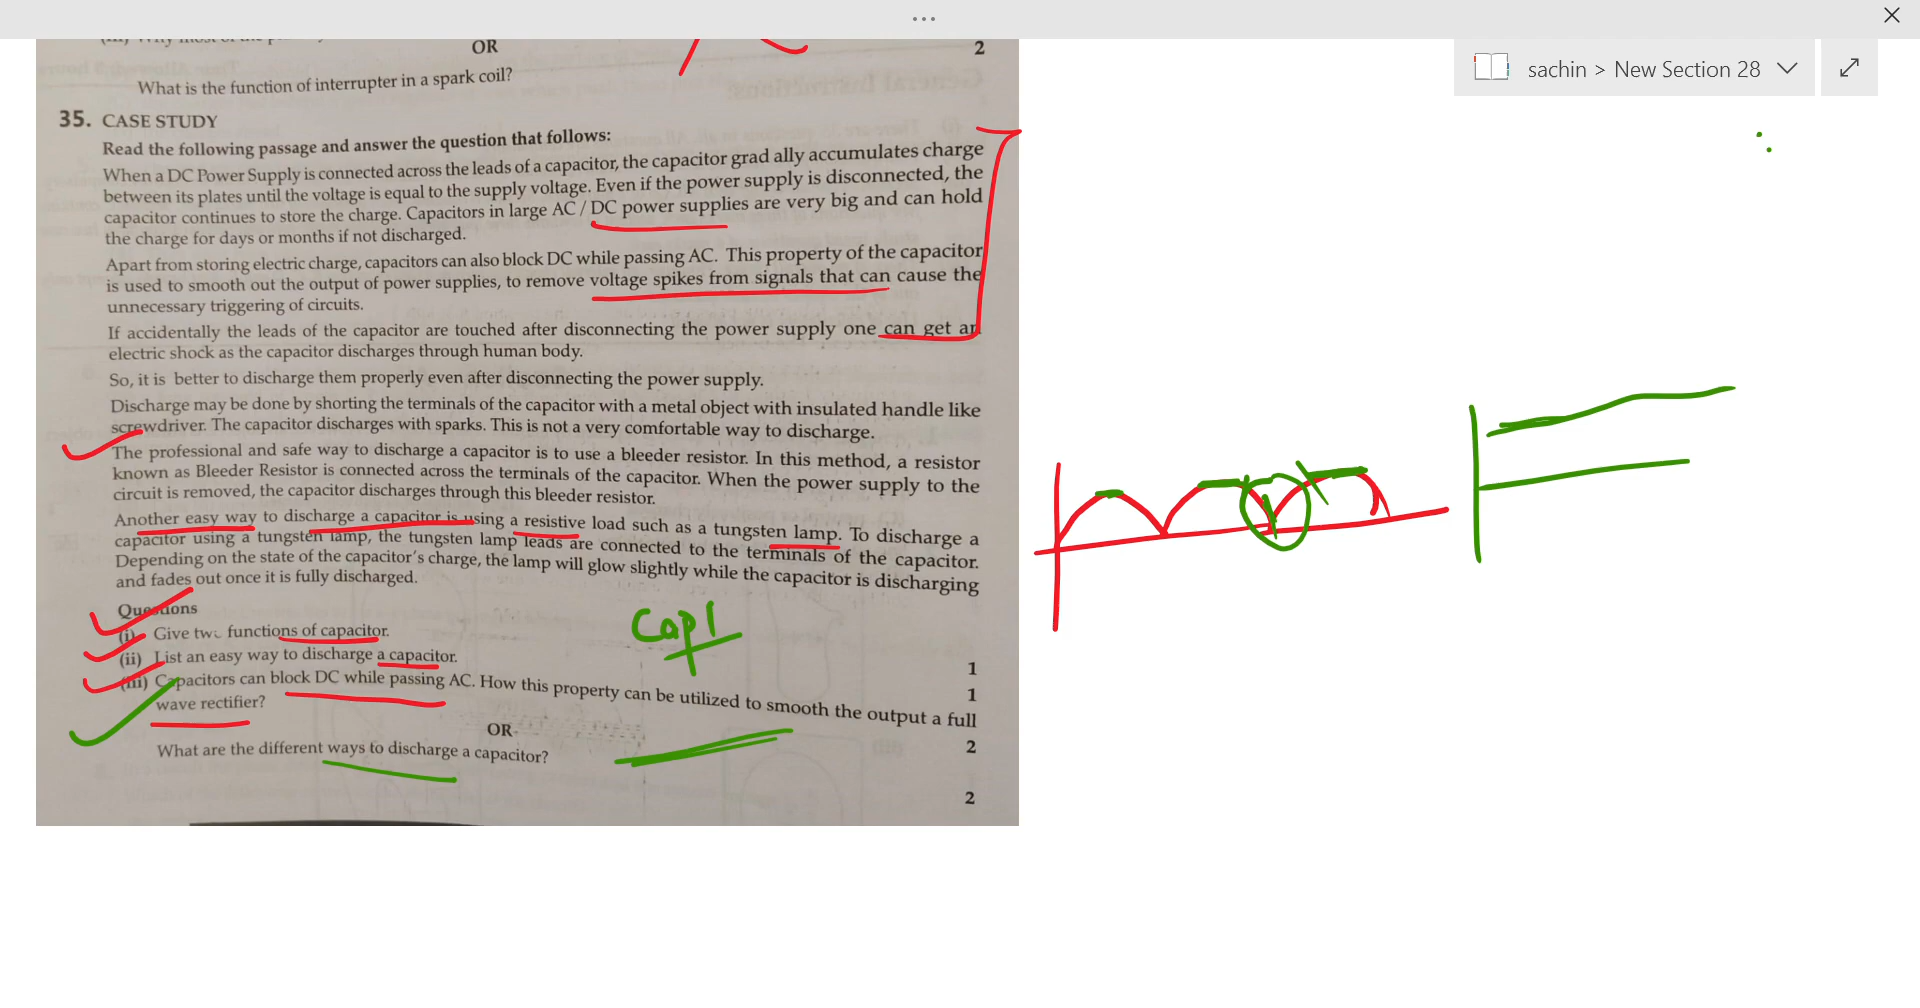 OR
2
What is the function of interrupter in a spark coil?
sachin > New Section 28
35. CASE STUDY
Read the following passage and answer the question that follows:
When a DC Power Supply is connected across the leads of a capacitor, the capacitor grad ally accumulates charge
between its plates until the voltage is equal to the supply voltage. Even if the power supply is disconnected, the
capacitor continues to store the charge. Capacitors in large AC / DC power supplies are very big and can hold
the charge for days or months if not discharged.
Apart from storing electric charge, capacitors can also block DC while passing AC. This property of the capacitor
is used to smooth out the output of power supplies, to remove voltage spikes from signals that can cause the
unnecessary triggering of circuits.
If accidentally the leads of the capacitor are touched after disconnecting the power supply one can get an
electric shock as the capacitor discharges through human body.
So, it is better to discharge them properly even after disconnecting the power supply.
Discharge may be done by shorting the terminals of the capacitor with a metal object with insulated handle like
screwdriver. The capacitor discharges with sparks. This is not a very comfortable way to discharge.
The professional and safe way to discharge a capacitor is to use a bleeder resistor. In this method, a resistor
known as Bleeder Resistor is connected across the terminals of the capacitor. When the power supply to the
circuit is removed, the capacitor discharges through this bleeder resistor.
Another easy way to discharge a capacitor is using a resistive load such as a tungsten lamp. To discharge a
capacitor using a tungsten lamp, the tungsten lamp leads are connected to the terminals of the capacitor.
Depending on the state of the capacitor's charge, the lamp will glow slightly while the capacitor is discharging
and fades out once it is fully discharged.
Questions
(i) Give functions of capacitor.
1
(ii) List an easy way to discharge a capacitor.
1
(iii) Capacitors can block DC while passing AC. How this property can be utilized to smooth the output a full
wave rectifier?
2
OR
What are the different ways to discharge a capacitor?
2